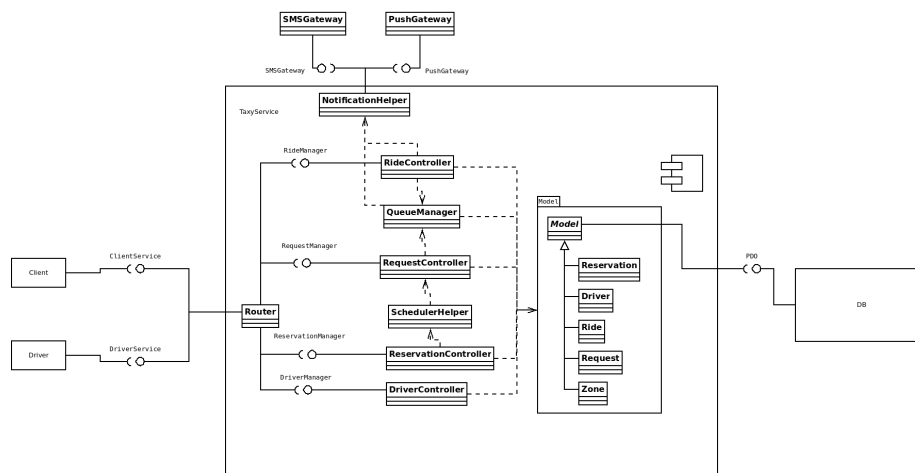 SMSGateway
PushGateway
SMSGateway
PushGateway
NotificationHelper
TaxyService
RideManager
RideController
Model
QueueManager
Model
RequestManager
ClientService
PDO
RequestController
Reservation
Client
Driver
DB
Router
SchedulerHelper
Ride
ReservationManager
DriverService
Driver
ReservationController
Request
DriverManager
DriverController
Zone